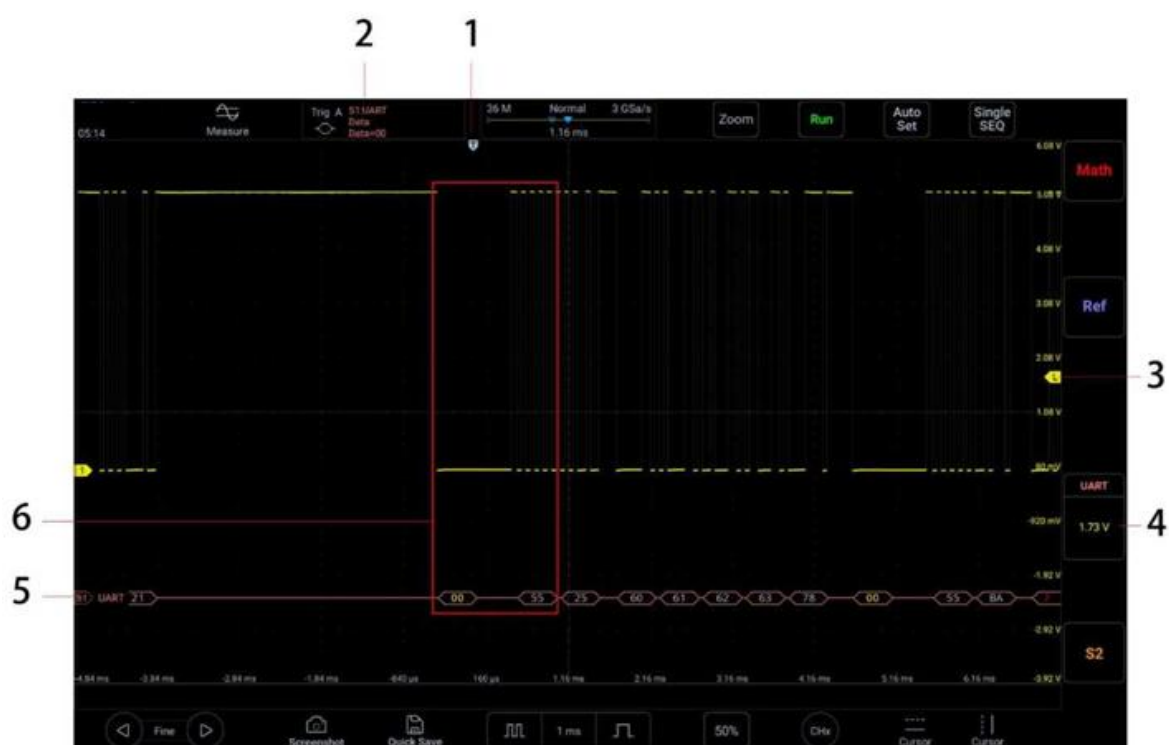 2
1
05:14
Measure
Trig A
S1:UART
Data
Data=00
36 M
Normal
3 GSa/s
1.16 ms
Zoom
Run
Auto
Set
Single
SEQ
T
6.08 V
Math
5.08 V
4.08 V
3.08 V
Ref
2.08 V
L
3
1.08 V
1
80 mV
UART
6
-920 mV
1.73 V
4
-1.92 V
5
S1
UART
21
00
55
25
60
61
62
63
78
00
55
BA
-2.92 V
S2
-4.84 ms
-3.84 ms
-2.84 ms
-1.84 ms
-840 μs
160 μs
1.16 ms
2.16 ms
3.16 ms
4.16 ms
5.16 ms
6.16 ms
-3.92 V
Fine
Screenshot
Quick Save
1 ms
50%
CHx
Cursor
Cursor